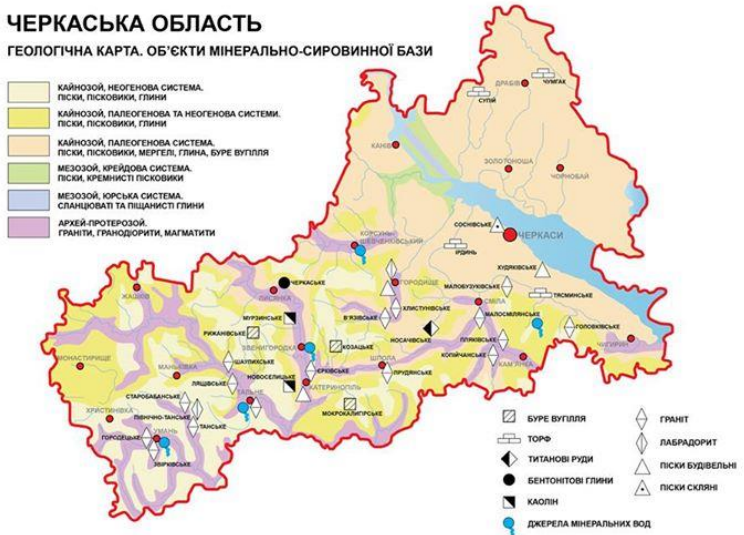 ЧЕРКАСЬКА ОБЛАСТЬ
ГЕОЛОГІЧНА КАРТА. ОБ'ЄКТИ МІНЕРАЛЬНО-СИРОВИННОЇ БАЗИ
КАЙНОЗОЙ, НЕОГЕНОВА СИСТЕМА.
ПІСКИ, ПІСКОВИКИ, ГЛИНИ
КАЙНОЗОЙ, ПАЛЕОГЕНОВА ТА НЕОГЕНОВА СИСТЕМИ.
ПІСКИ, ПІСКОВИКИ, ГЛИНИ
КАЙНОЗОЙ, ПАЛЕОГЕНОВА СИСТЕМА.
ПІСКИ, ПІСКОВИКИ, МЕРГЕЛІ, ГЛИНА, БУРЕ ВУГІЛЛЯ
МЕЗОЗОЙ, КРЕЙДОВА СИСТЕМА.
ПІСКИ, КРЕМНИСТІ ПІСКОВИКИ
МЕЗОЗОЙ, ЮРСЬКА СИСТЕМА.
СЛАНЦЮВАТІ ТА ПІЩАНИСТІ ГЛИНИ
АРХЕЙ-ПРОТЕРОЗОЙ.
ГРАНІТИ, ГРАНОДІОРИТИ, МАГМАТИТИ
ДРАБІВ
ЧУМГАК
СУПІЙ
КАНІВ
ЗОЛОТОНОША
ЧОРНОБАЙ
СОСНІВСЬКЕ
ЧЕРКАСИ
КОРСУНЬ
ШЕВЧЕНКІВСЬКИЙ
ІРДИНЬ
ХУДЯКІВСЬКЕ
ЧЕРКАСЬКЕ
ГОРОДИЩЕ
МАЛОБУЗУКІВСЬКЕ
ЖАШКІВ
ЛИСЯНКА
ТЯСМИНСЬКЕ
ХЛИСТУНІВСЬКЕ
СМІЛА
МУРЗИНСЬКЕ
В'ЯЗІВСЬКЕ
МАЛОСМІЛЯНСЬКЕ
РИЖАНІВСЬКЕ
НОСАЧІВСЬКЕ
ГОЛОВКІВСЬКЕ
ЗВЕНИГОРОДКА
КОЗАЦЬКЕ
ПЛЯКІВСЬКЕ
ЧИГИРИН
МОНАСТИРИЩЕ
ШАУЛИХСЬКЕ
ШПОЛА
КОПІЙЧАНСЬКЕ
КАМ'ЯНКА
МАНЬКІВКА
НОВОСЕЛИЦЬКЕ
ЄРКІВСЬКЕ
ЛРУДЯНСЬКЕ
ЛЯЩІВСЬКЕ
КАТЕРИНОПІЛЬ
СТАРОБАБАНСЬКЕ
ТАЛЬНЕ
МОКРОКАЛИГІРСЬКЕ
ХРИСТИНІВКА
ПІВНІЧНО-ТАНСЬКЕ
ТАНСЬКЕ
УМАНЬ
ГОРОДЕЦЬКЕ
ЗВІРКІВСЬКЕ
БУРЕ ВУГІЛЛЯ
ТОРФ
ТИТАНОВІ РУДИ
БЕНТОНІТОВІ ГЛИНИ
КАОЛІН
ДЖЕРЕЛА МІНЕРАЛЬНИХ ВОД
ГРАНІТ
ЛАБРАДОРИТ
ПІСКИ БУДІВЕЛЬНІ
ПІСКИ СКЛЯНІ